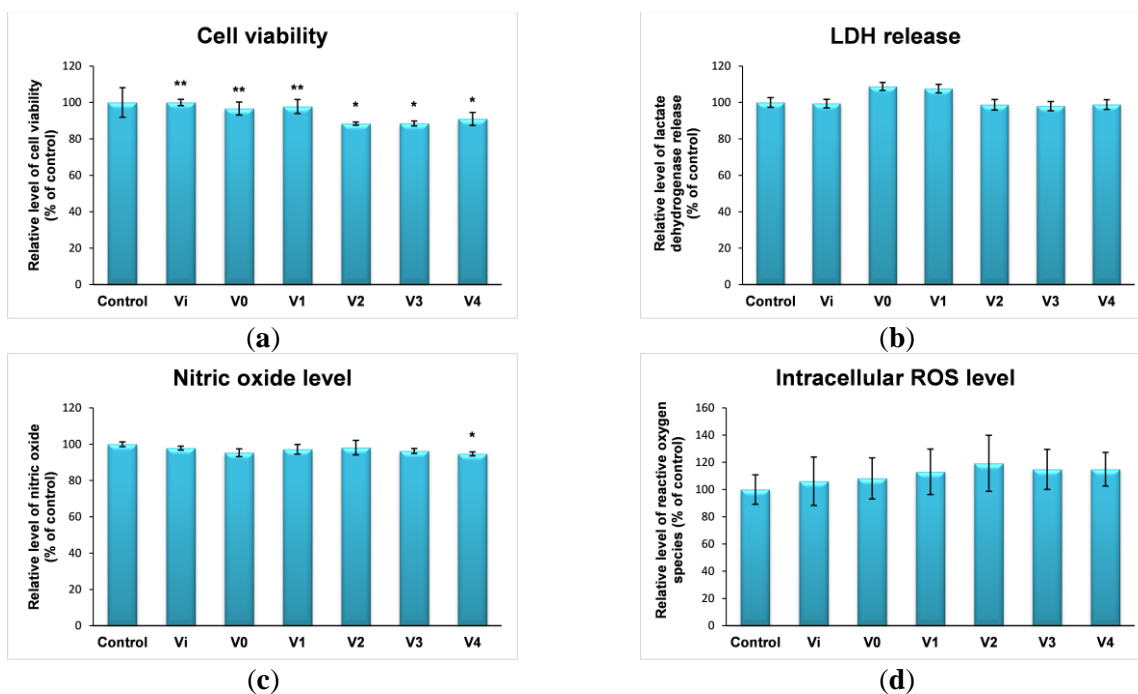 Cell viability
Relative level of cell viability
(% of control)
120
100
80
60
40
20
0
** ** ** * * *
Control Vi V0 V1 V2 V3 V4
(a)
LDH release
Relative level of lactate
dehydrogenase release
(% of control)
120
100
80
60
40
20
0
Control Vi V0 V1 V2 V3 V4
(b)
Nitric oxide level
Relative level of nitric oxide
(% of control)
120
100
80
60
40
20
0
*
Control Vi V0 V1 V2 V3 V4
(c)
Intracellular ROS level
Relative level of reactive oxygen
species (% of control)
160
140
120
100
80
60
40
20
0
Control Vi V0 V1 V2 V3 V4
(d)